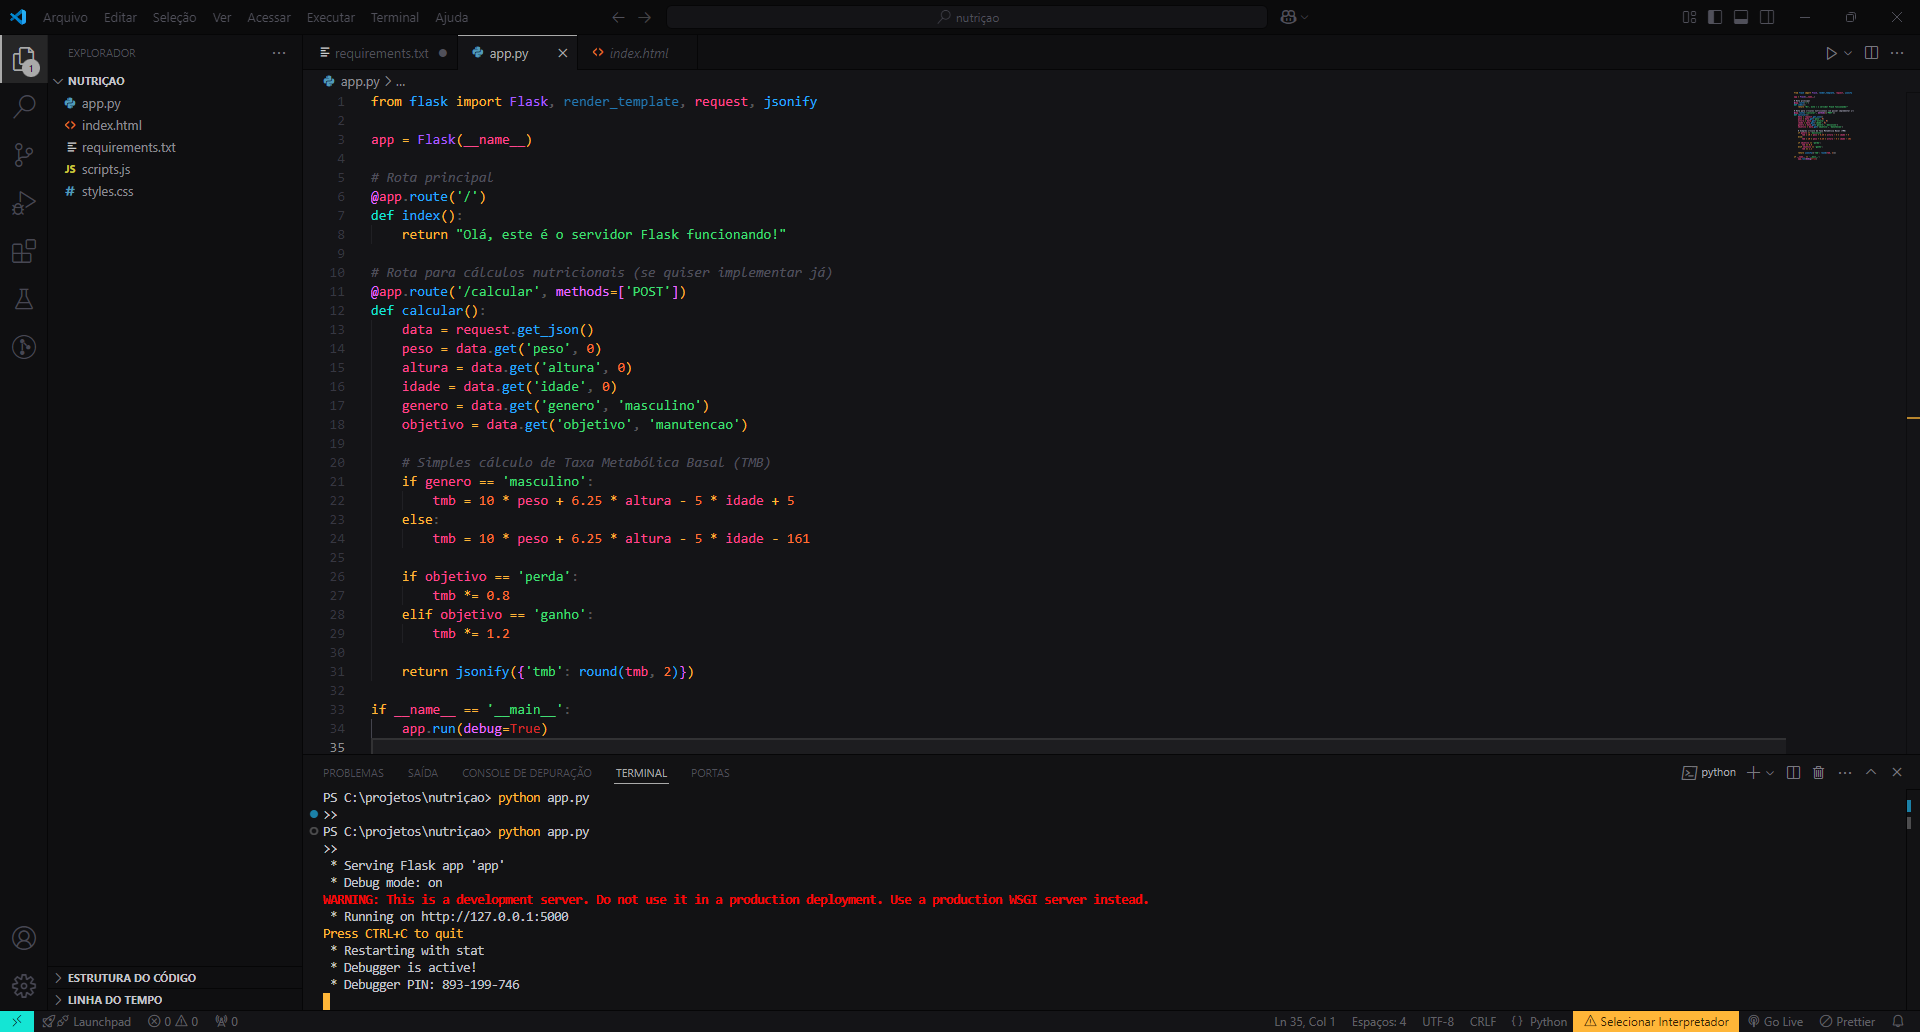 Arquivo Editar Seleção Ver Acessar Executar Terminal Ajuda nutriçao
EXPLORADOR
NUTRIÇAO
app.py
index.html
requirements.txt
scripts.js
styles.css
ESTRUTURA DO CÓDIGO
LINHA DO TEMPO
requirements.txt app.py index.html
app.py > ...
1 from flask import Flask, render_template, request, jsonify
2
3 app = Flask(__name__)
4
5 # Rota principal
6 @app.route('/')
7 def index():
8 return "Olá, este é o servidor Flask funcionando!"
9
10 # Rota para cálculos nutricionais (se quiser implementar já)
11 @app.route('/calcular', methods=['POST'])
12 def calcular():
13 data = request.get_json()
14 peso = data.get('peso', 0)
15 altura = data.get('altura', 0)
16 idade = data.get('idade', 0)
17 genero = data.get('genero', 'masculino')
18 objetivo = data.get('objetivo', 'manutencao')
19
20 # Simples cálculo de Taxa Metabólica Basal (TMB)
21 if genero == 'masculino':
22 tmb = 10 * peso + 6.25 * altura - 5 * idade + 5
23 else:
24 tmb = 10 * peso + 6.25 * altura - 5 * idade - 161
25
26 if objetivo == 'perda':
27 tmb *= 0.8
28 elif objetivo == 'ganho':
29 tmb *= 1.2
30
31 return jsonify({'tmb': round(tmb, 2)})
32
33 if __name__ == '__main__':
34 app.run(debug=True)
35
PROBLEMAS SAÍDA CONSOLE DE DEPURAÇÃO TERMINAL PORTAS python
PS C:\projetos\nutriçao> python app.py
>>
PS C:\projetos\nutriçao> python app.py
>>
* Serving Flask app 'app'
* Debug mode: on
WARNING: This is a development server. Do not use it in a production deployment. Use a production WSGI server instead.
* Running on http://127.0.0.1:5000
Press CTRL+C to quit
* Restarting with stat
* Debugger is active!
* Debugger PIN: 893-199-746
Launchpad 0 0 0 Ln 35, Col 1 Espaços: 4 UTF-8 CRLF {} Python Selecionar Interpretador Go Live Prettier